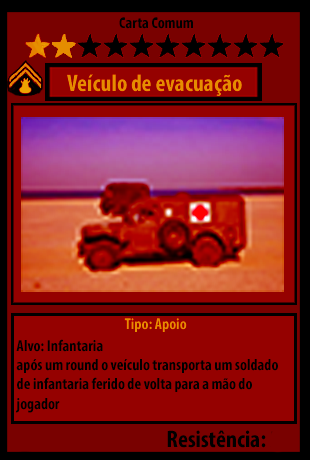 Carta Comum
Veículo de evacuação
Tipo: Apoio
Alvo: Infantaria
após um round o veículo transporta um soldado
de infantaria ferido de volta para a mão do
jogador
Resistência: